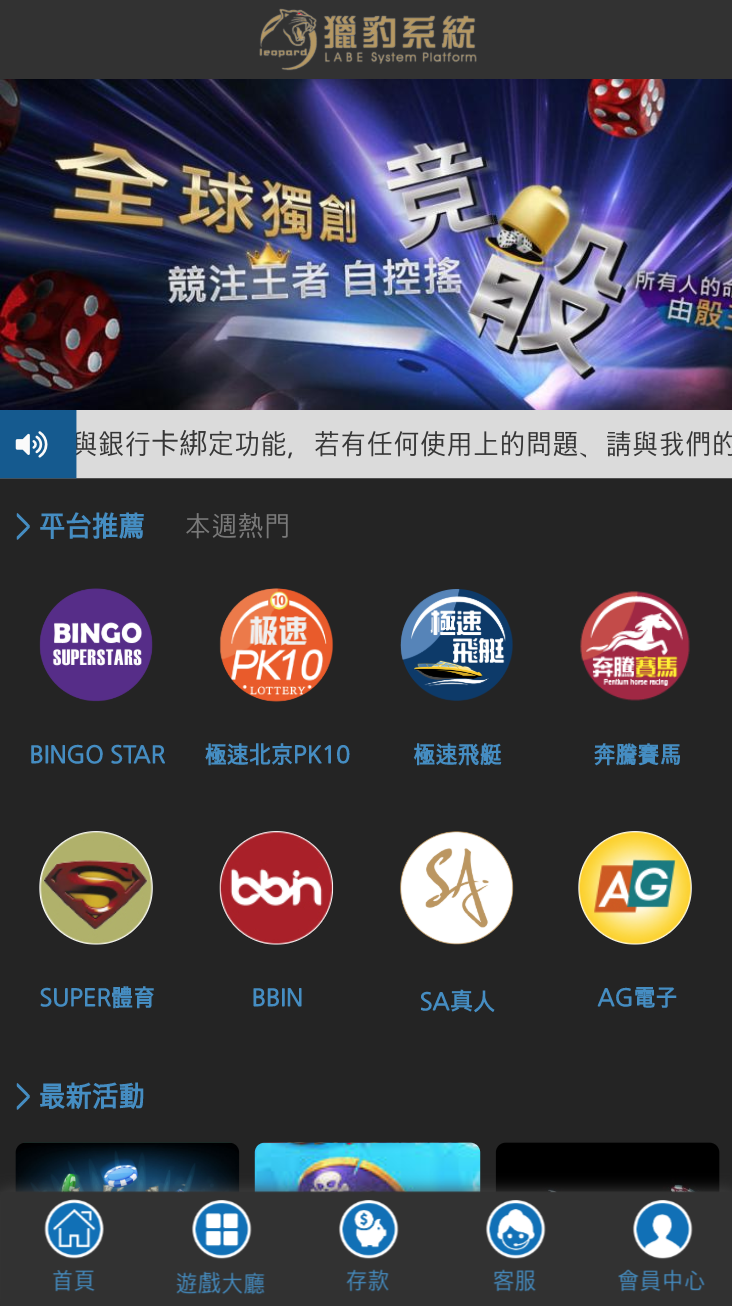 獵豹系統
leopard
LABE System Platform
全球獨創
竞骰
競注王者 自控搖
所有人的命
由骰王
與銀行卡綁定功能，若有任何使用上的問題、請與我們的
平台推薦 本週熱門
BINGO
SUPERSTARS
10
极速
PK10
LOTTERY
極速
飛艇
奔騰賽馬
Pentium horse racing
BINGO STAR 極速北京PK10 極速飛艇 奔騰賽馬
S
bbin
SA
AG
SUPER體育 BBIN SA真人 AG電子
最新活動
首頁 遊戲大廳 存款 客服 會員中心